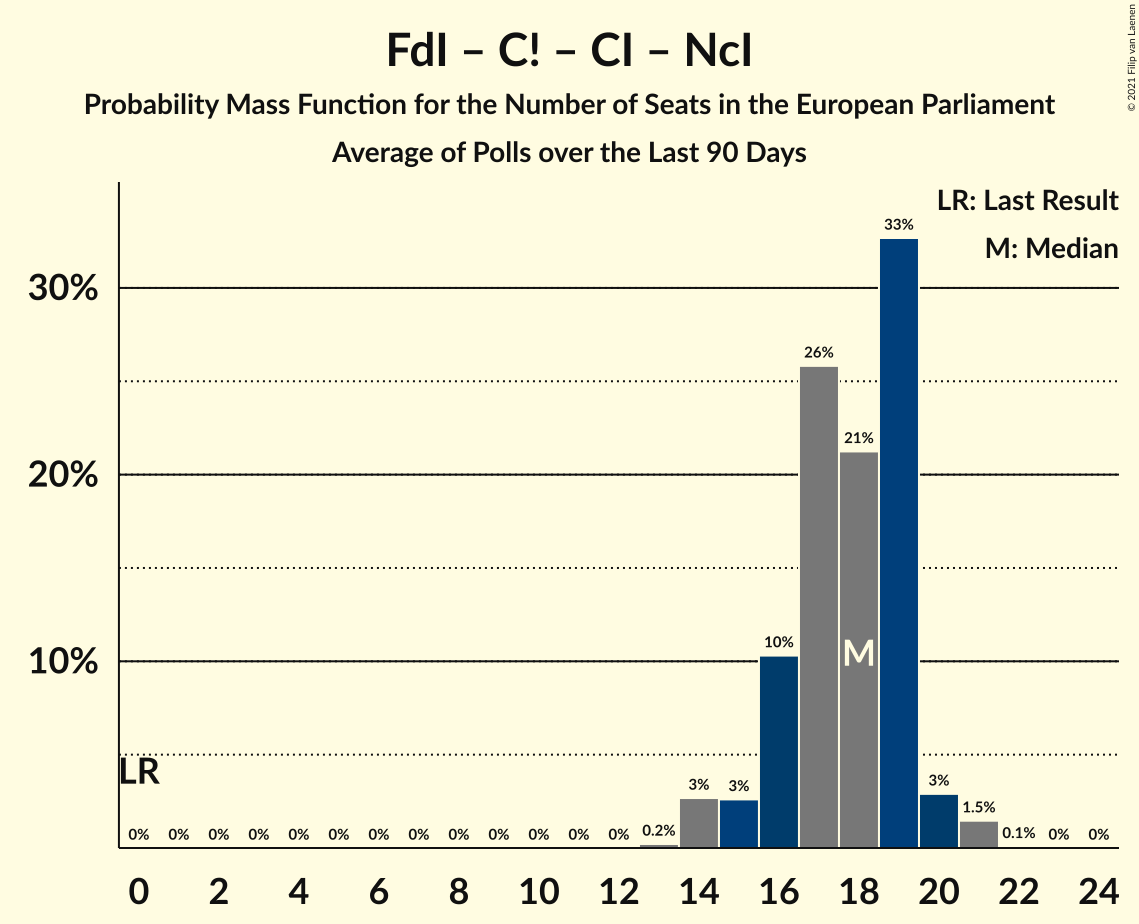 FdI – C! – CI – NcI
Probability Mass Function for the Number of Seats in the European Parliament
Average of Polls over the Last 90 Days
© 2021 Filip van Laenen
LR: Last Result
M: Median
30%
20%
10%
33%
26%
21%
10%
M
LR
0% 0% 0% 0% 0% 0% 0% 0% 0% 0% 0% 0% 0% 0.2% 3% 3% 3% 1.5% 0.1% 0% 0%
0 2 4 6 8 10 12 14 16 18 20 22 24